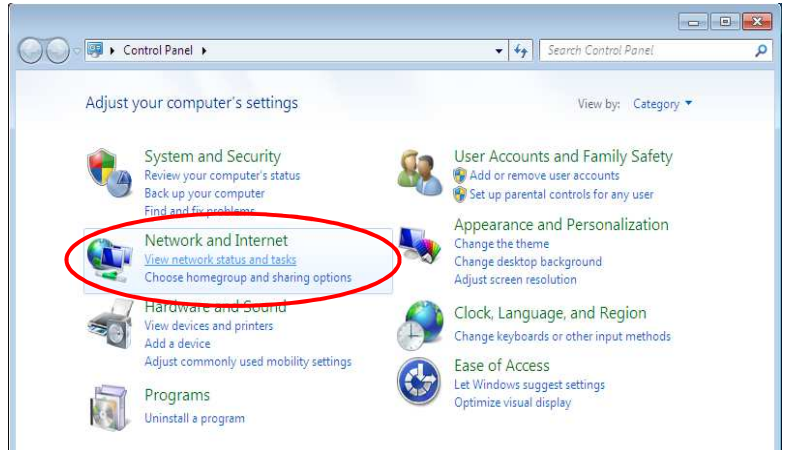 Control Panel
Search Control Panel
Adjust your computer's settings
View by: Category
System and Security
Review your computer's status
Back up your computer
Find and fix problems
Network and Internet
View network status and tasks
Choose homegroup and sharing options
Hardware and Sound
View devices and printers
Add a device
Adjust commonly used mobility settings
Programs
Uninstall a program
User Accounts and Family Safety
Add or remove user accounts
Set up parental controls for any user
Appearance and Personalization
Change the theme
Change desktop background
Adjust screen resolution
Clock, Language, and Region
Change keyboards or other input methods
Ease of Access
Let Windows suggest settings
Optimize visual display